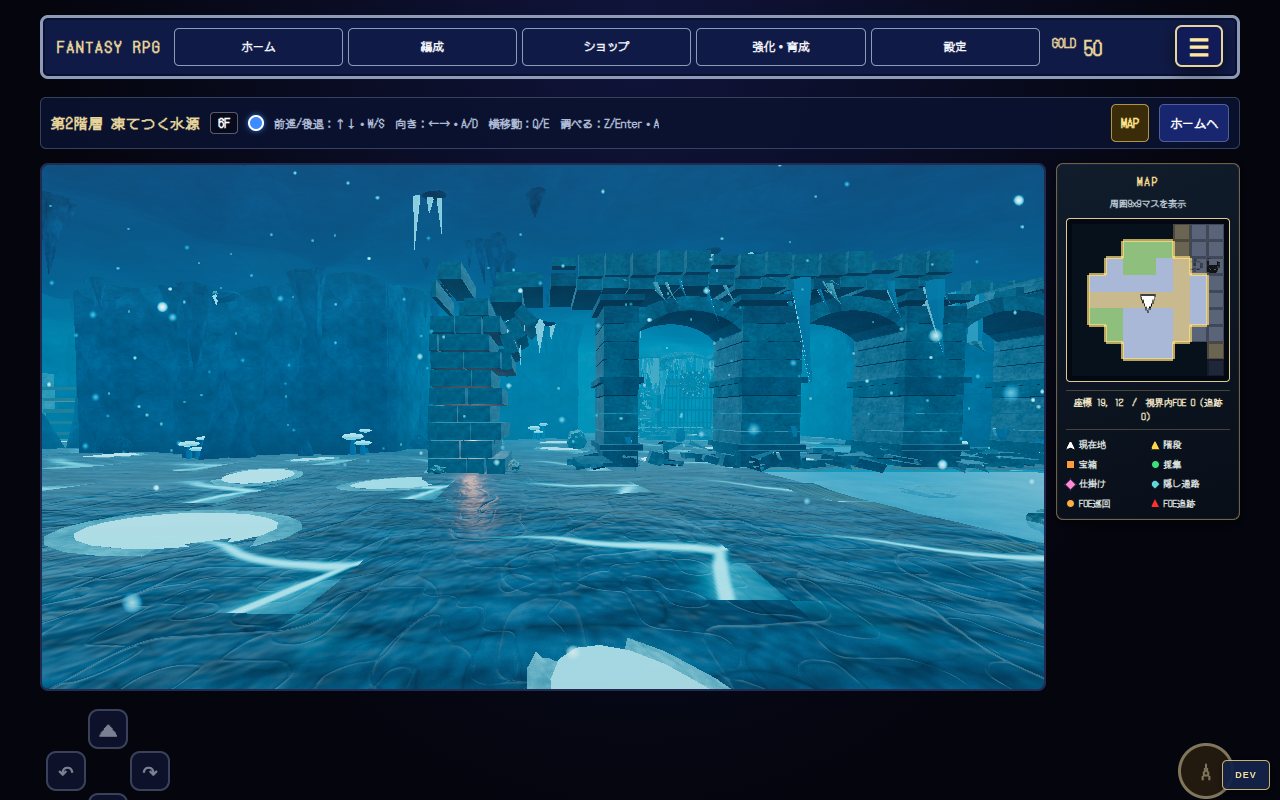 FANTASY RPG ホーム 編成 ショップ 強化・育成 設定 GOLD 50
第2階層 凍てつく水源 6F 前進/後退：↑↓・W/S 向き：←→・A/D 横移動：Q/E 調べる：Z/Enter・A MAP ホームへ
MAP
周囲9x9マスを表示
座標 19, 12 / 視界内FOE 0（追跡
0）
現在地 階段
宝箱 採集
仕掛け 隠し通路
FOE巡回 FOE追跡
A
DEV